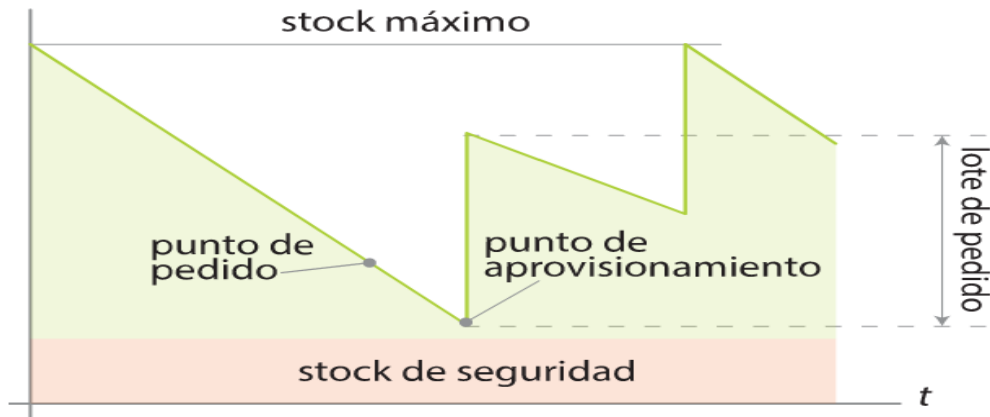 stock máximo
punto de
pedido
punto de
aprovisionamiento
lote de pedido
stock de seguridad
t